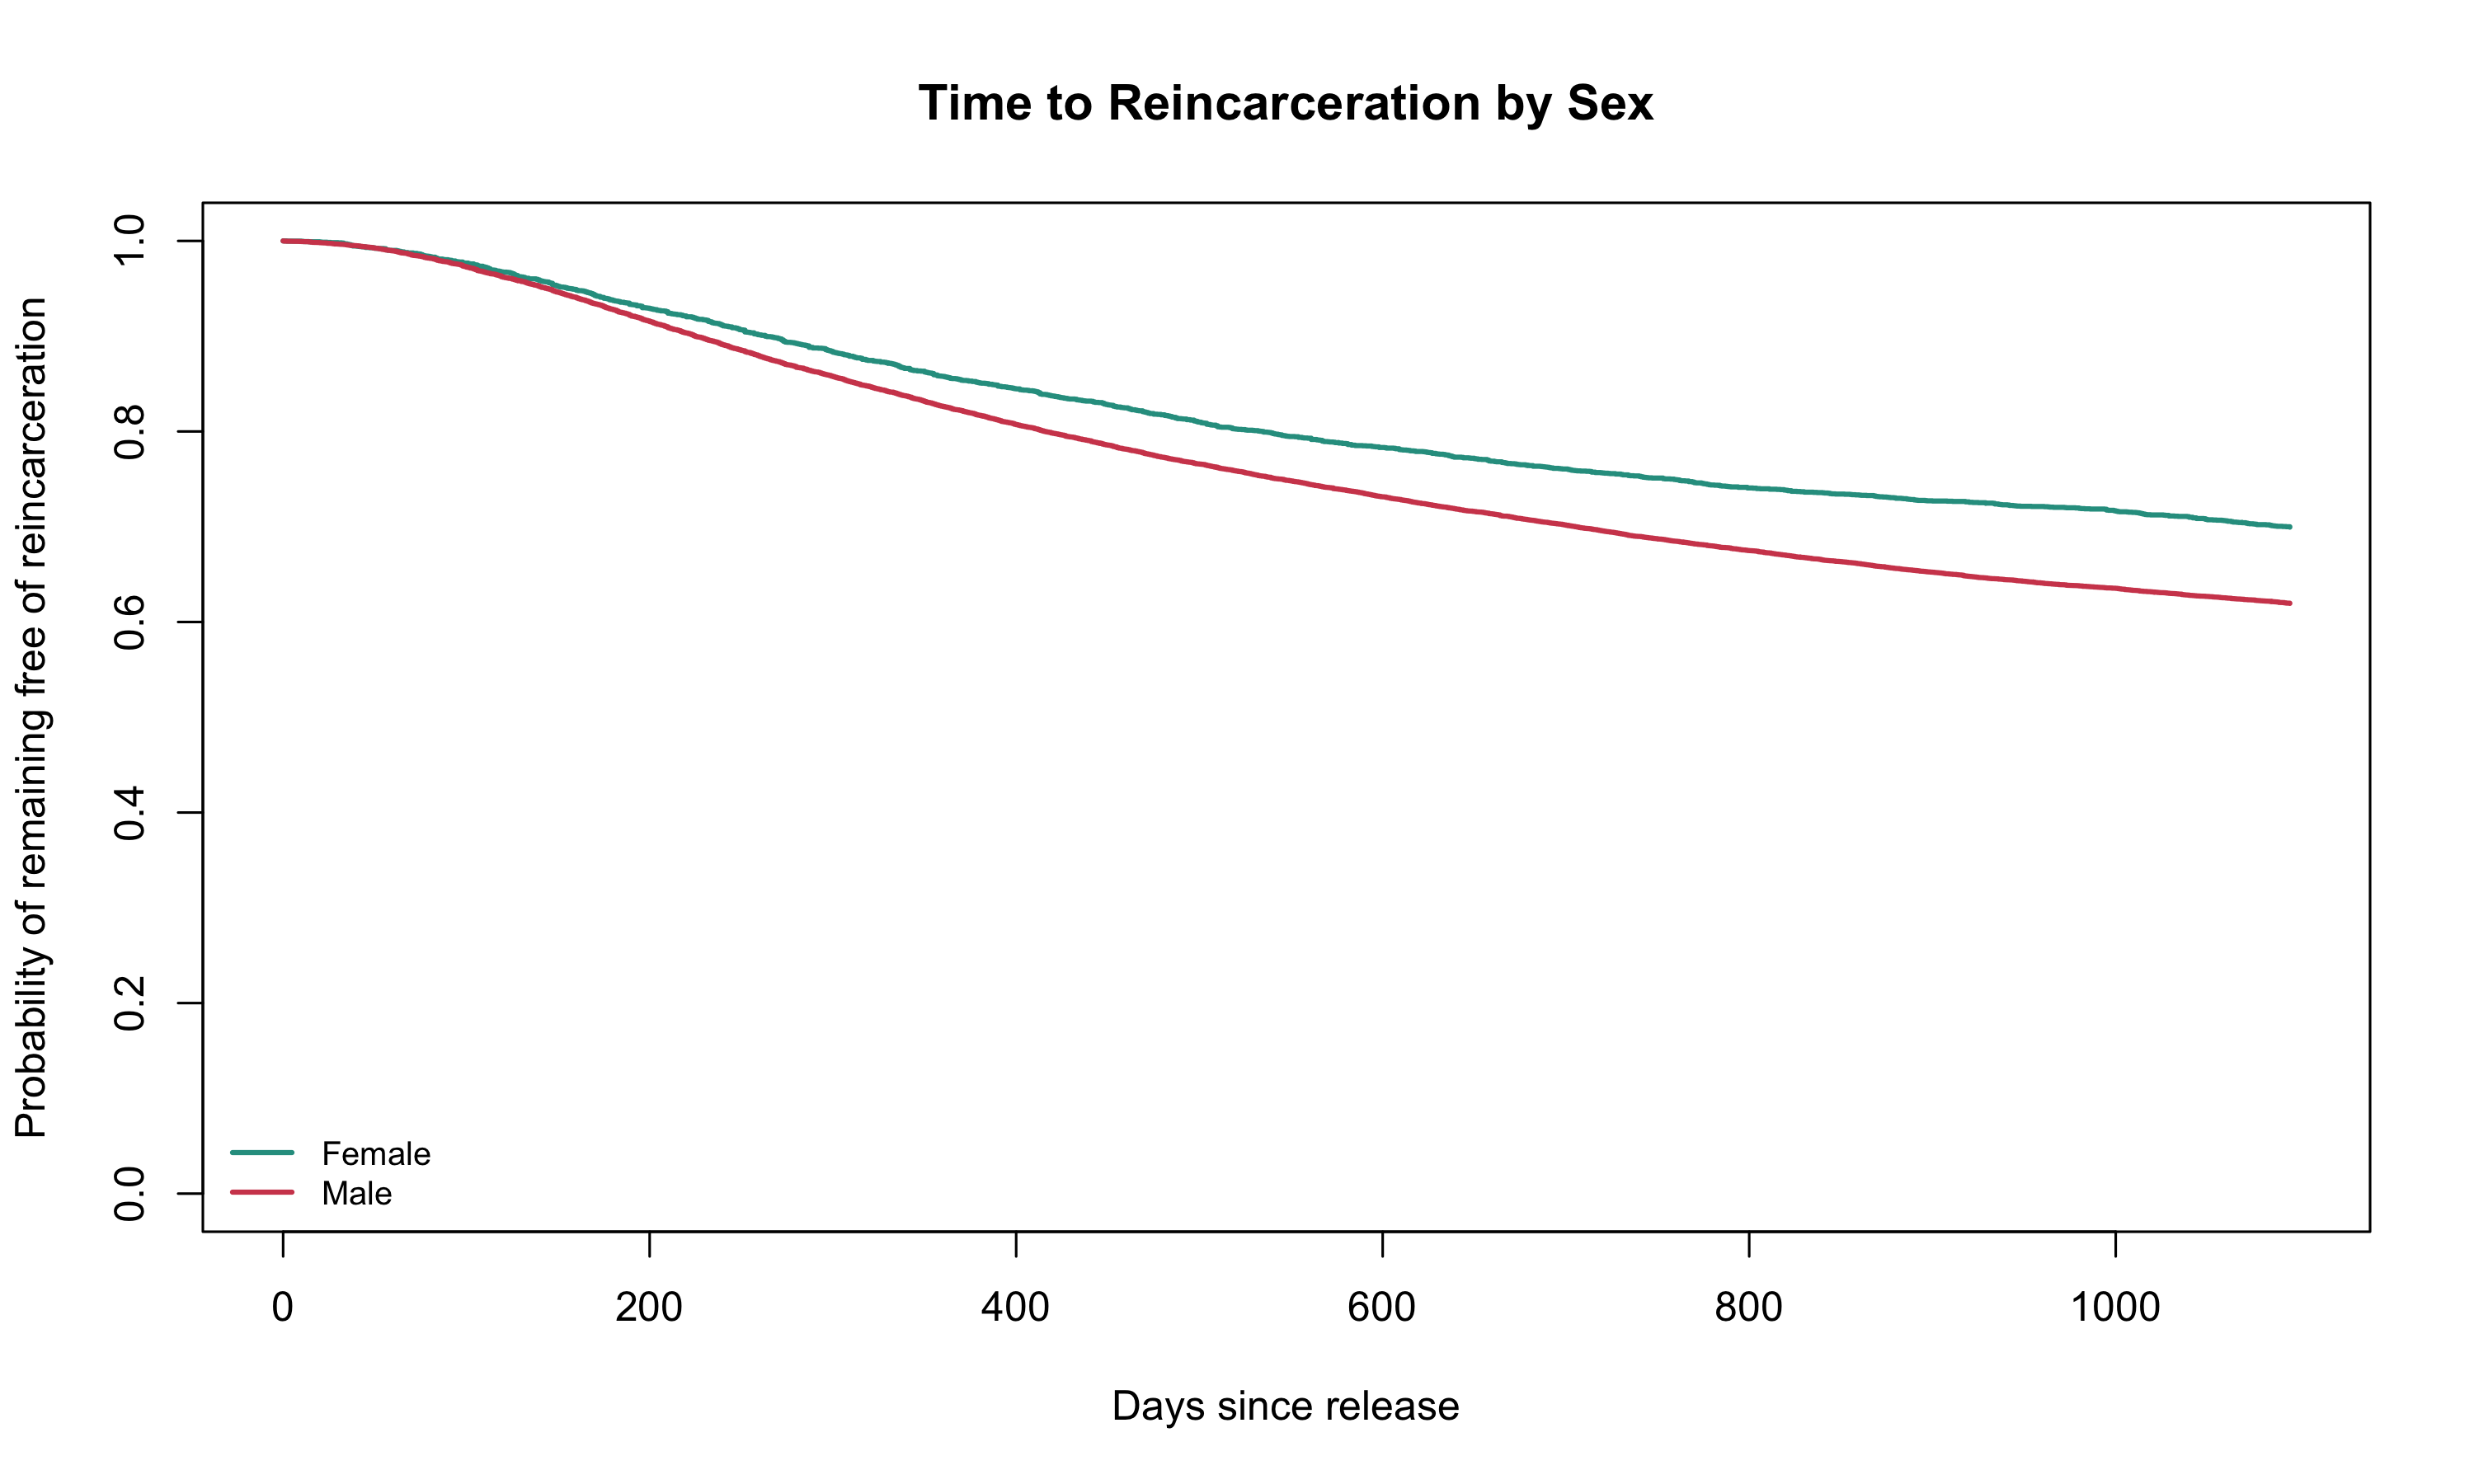 Time to Reincarceration by Sex
Probability of remaining free of reincarceration
1.0
0.8
0.6
0.4
0.2
0.0
Female
Male
0 200 400 600 800 1000
Days since release